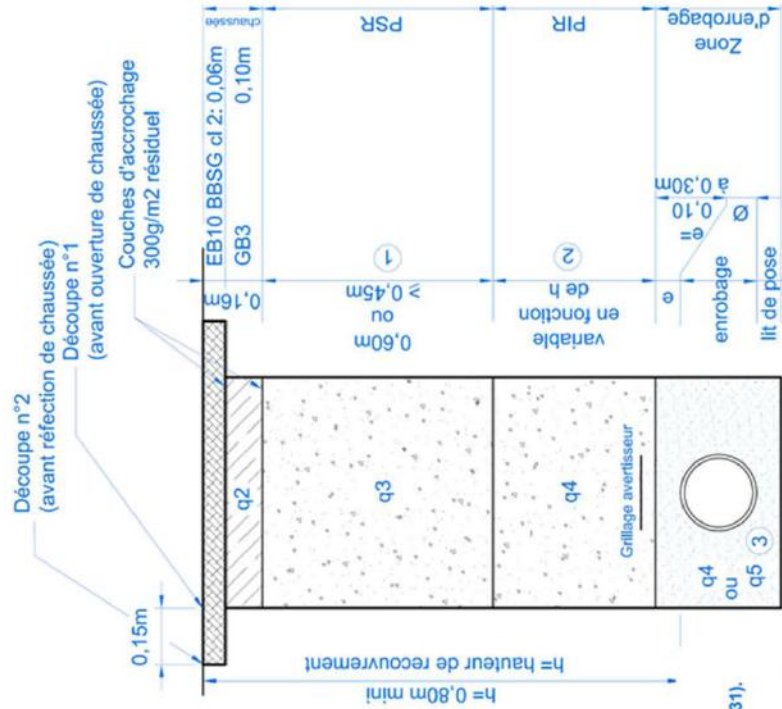 Découpe n°2
(avant réfection de chaussée)
Découpe n°1
(avant ouverture de chaussée)
Couches d'accrochage
300g/m2 résiduel
0,15m
EB10 BBSG cl 2: 0,06m
GB3 0,10m
0,16m
chaussée
q2
q3
0,60m
ou
≥ 0,45m
1
PSR
q4
Grillage avertisseur
variable
en fonction
de h
2
PIR
q4
ou
q5
3
e
e=
0,10
à 0,30m
enrobage
Ø
lit de pose
Zone
d'enrobage
h= 0,80m mini
h= hauteur de recouvrement
31).